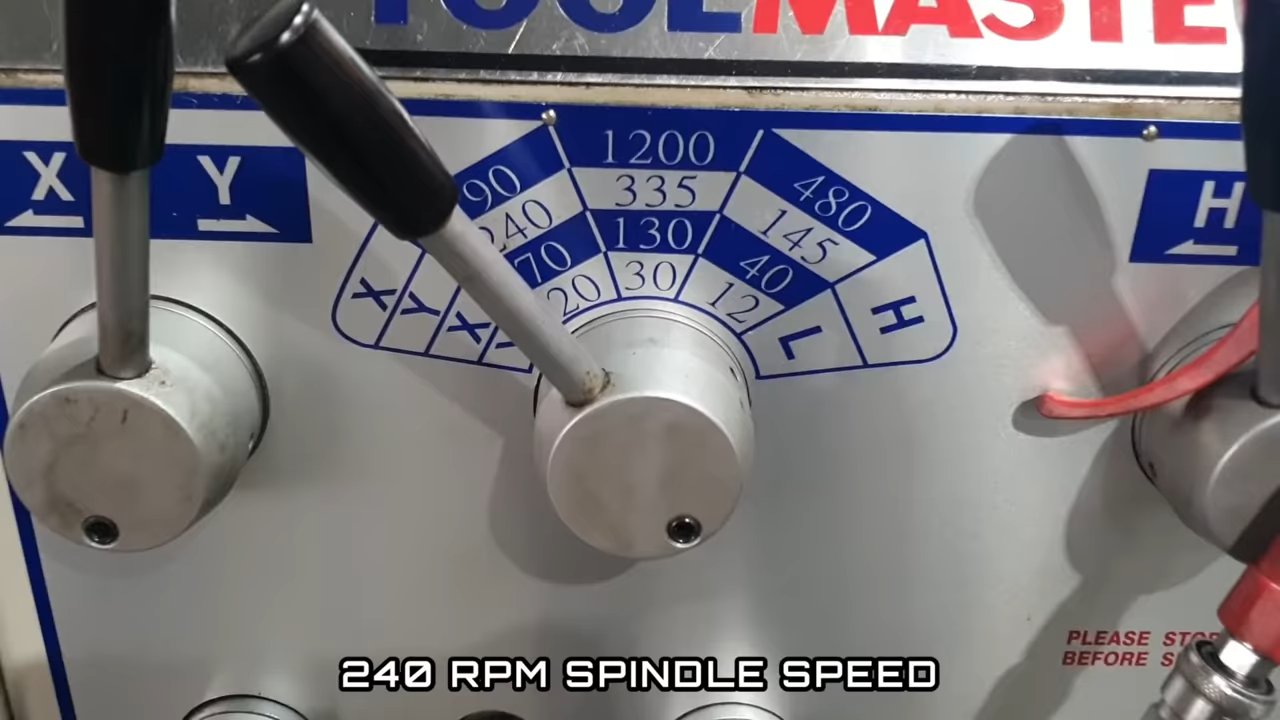 TOOLMASTE
X Y
H
90 1200 480
240 335 145
70 130 40
20 30 12
X Y X L H
PLEASE STOP
BEFORE S
240 RPM SPINDLE SPEED